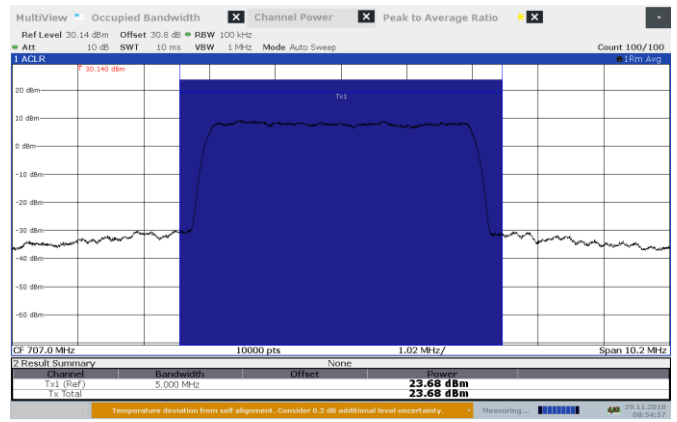 MultiView Occupied Bandwidth X Channel Power X Peak to Average Ratio X
Ref Level 30.14 dBm Offset 30.8 dB RBW 100 kHz
Att 10 dB SWT 10 ms VBW 1 MHz Mode Auto Sweep Count 100/100
1 ACLR 1Rm Avg
30.140 dBm
Tx1
20 dBm
10 dBm
0 dBm
-10 dBm
-20 dBm
-30 dBm
-40 dBm
-50 dBm
-60 dBm
CF 707.0 MHz 10000 pts 1.02 MHz/ Span 10.2 MHz
2 Result Summary None
Channel Bandwidth Offset Power
Tx1 (Ref) 5.000 MHz 23.68 dBm
Tx Total 23.68 dBm
Temperature deviation from self alignment. Consider 0.2 dB additional level uncertainty. Measuring... 29.11.2018
08:54:57